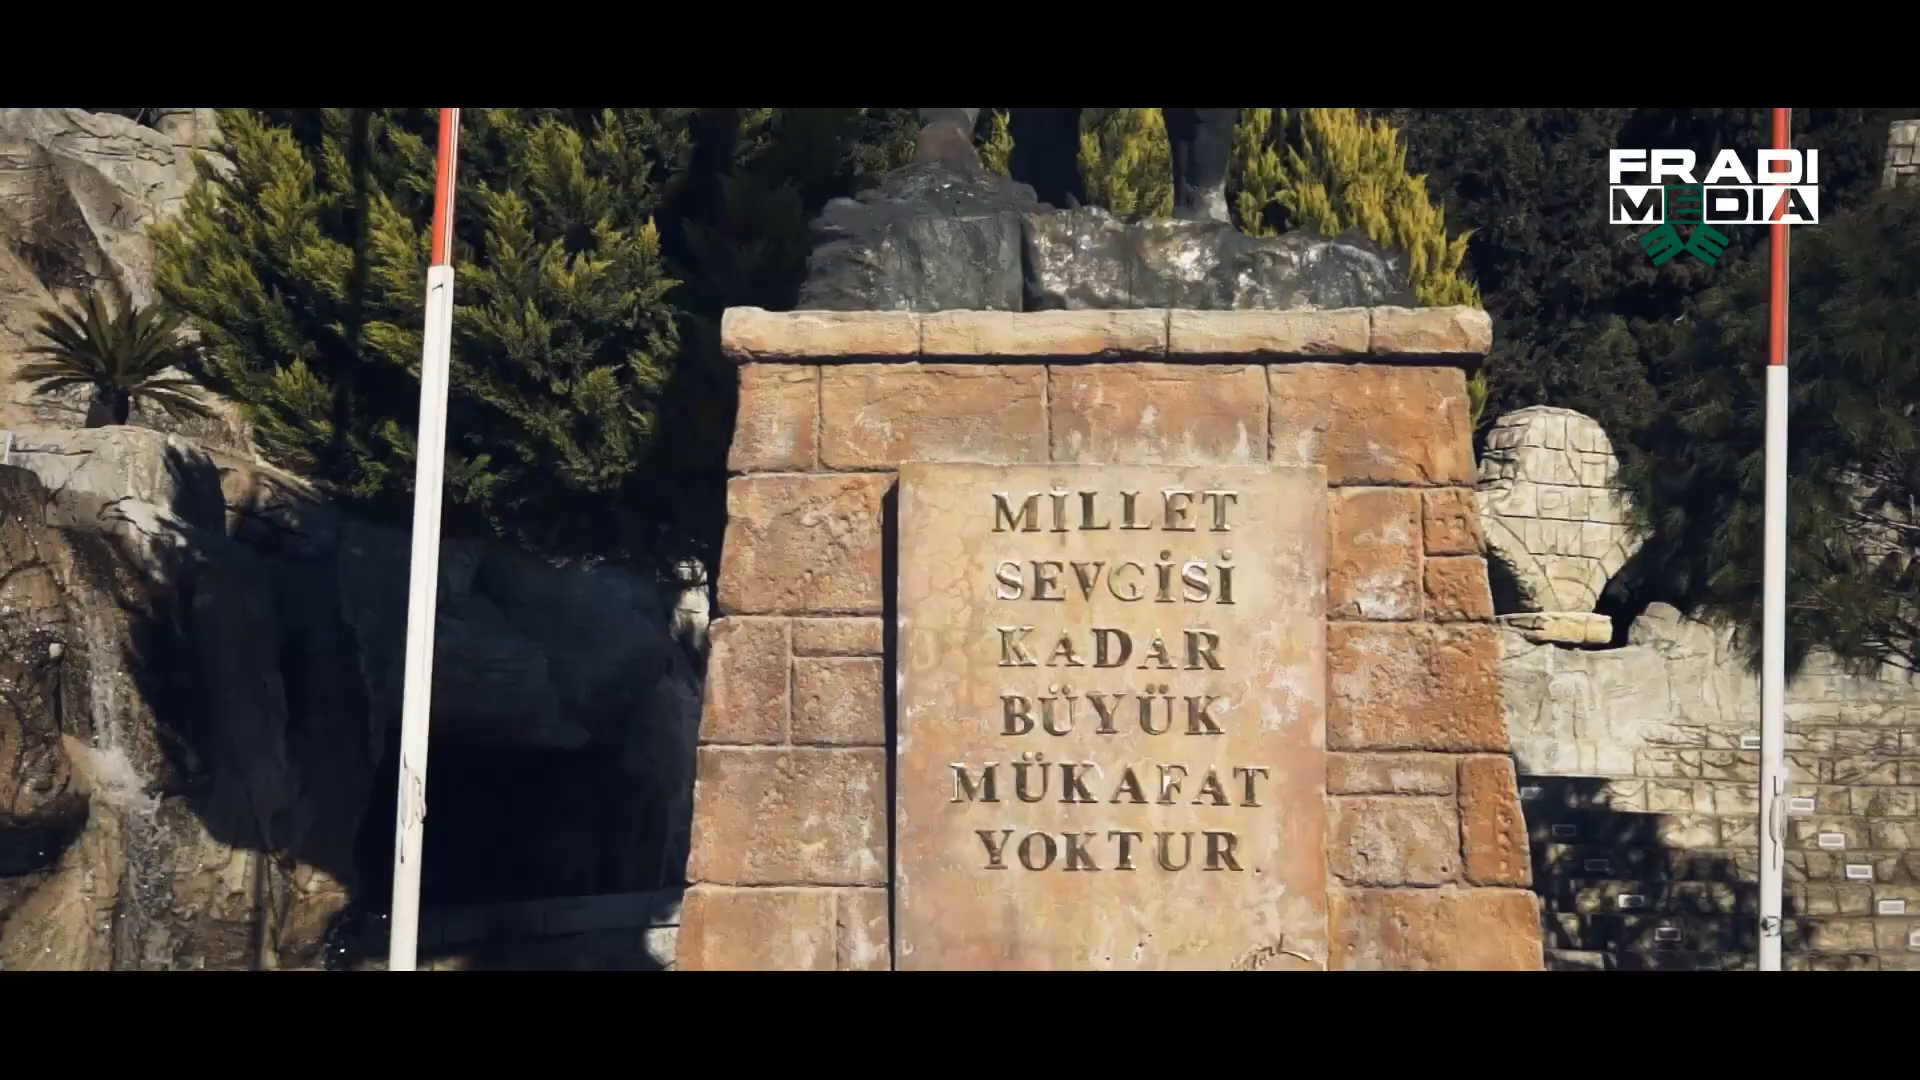 FRADI
MEDIA
MİLLET
SEVGİSİ
KADAR
BÜYÜK
MÜKAFAT
YOKTUR.